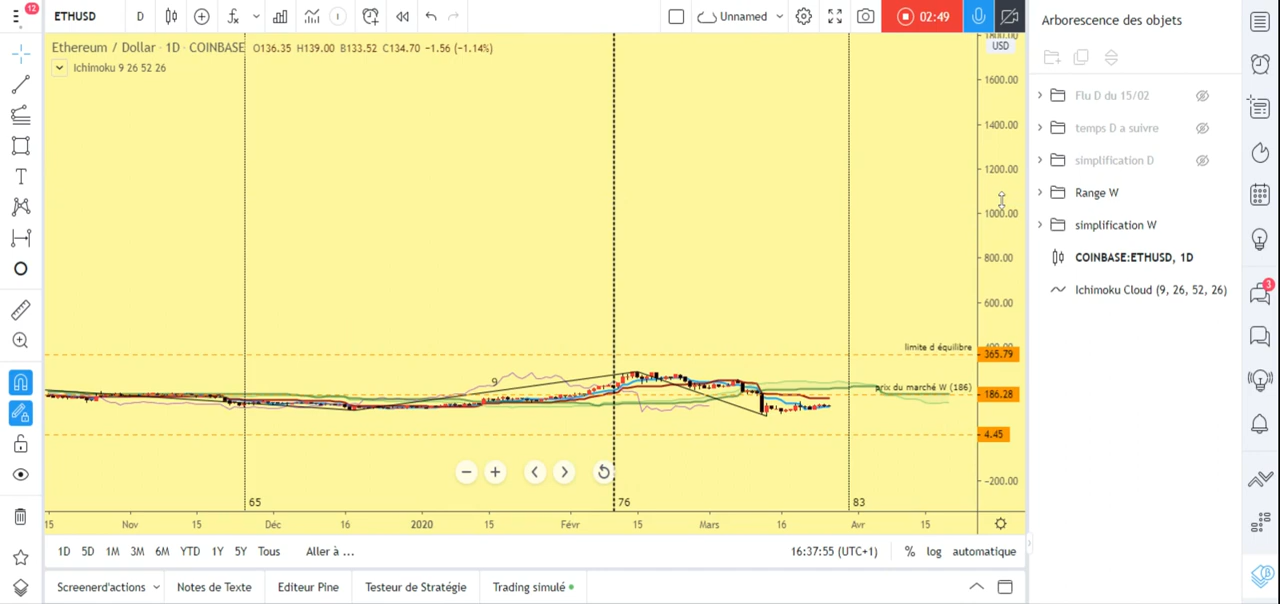 12
ETHUSD
D
Unnamed
02:49
Arborescence des objets
Ethereum / Dollar · 1D · COINBASE O136.35 H139.00 B133.52 C134.70 −1.56 (−1.14%)
USD
Ichimoku 9 26 52 26
1600.00
1400.00
1200.00
1000.00
800.00
600.00
Flu D du 15/02
temps D a suivre
simplification D
Range W
simplification W
COINBASE:ETHUSD, 1D
Ichimoku Cloud (9, 26, 52, 26)
3
limite d équilibre
365.79
9
prix du marché W (186)
186.28
4.45
−200.00
65
76
83
15
Nov
15
Déc
16
2020
15
Févr
15
Mars
16
Avr
15
1D 5D 1M 3M 6M YTD 1Y 5Y Tous Aller à ...
16:37:55 (UTC+1) % log automatique
Screenerd'actions Notes de Texte Editeur Pine Testeur de Stratégie Trading simulé